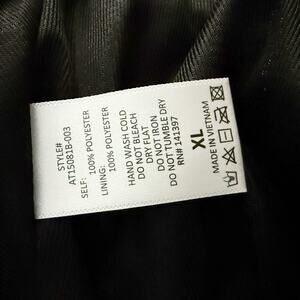 STYLE#
AT15081B-003
SELF: 100% POLYESTER
LINING: 100% POLYESTER
HAND WASH COLD
DO NOT BLEACH
DRY FLAT
DO NOT IRON
DO NOT TUMBLE DRY
RN# 141397
XL
MADE IN VIETNAM